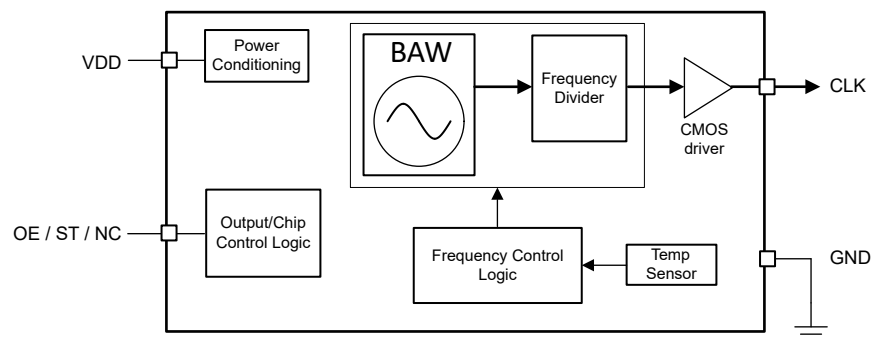 VDD
Power
Conditioning
BAW
Frequency
Divider
CMOS
driver
CLK
OE / ST / NC
Output/Chip
Control Logic
Frequency Control
Logic
Temp
Sensor
GND